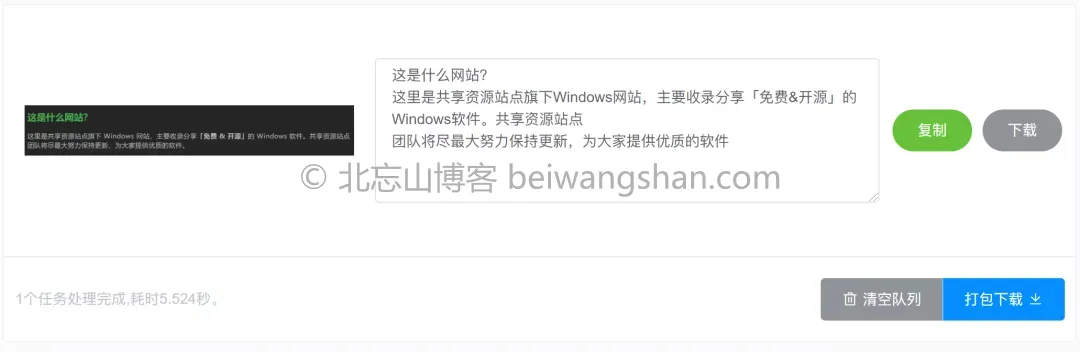 这是什么网站?
这里是共享资源站点旗下 Windows 网站，主要收录分享「免费 & 开源」的 Windows 软件。共享资源站点
团队将尽最大努力保持更新，为大家提供优质的软件。
这是什么网站?
这里是共享资源站点旗下Windows网站，主要收录分享「免费&开源」的
Windows软件。共享资源站点
团队将尽最大努力保持更新，为大家提供优质的软件
复制
下载
© 北忘山博客 beiwangshan.com
1个任务处理完成,耗时5.524秒。
清空队列
打包下载